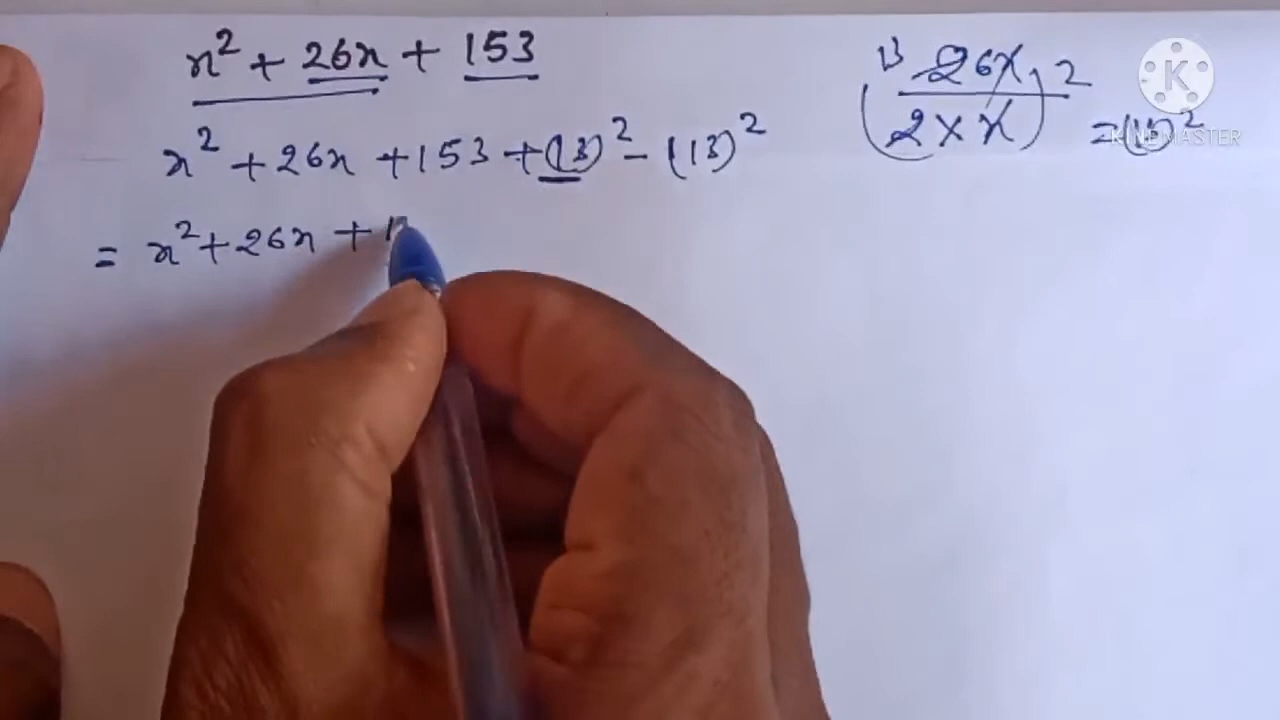 x² + 26x + 153
x² + 26x + 153 + (13)² - (13)²
= x² + 26x + 1
13 26x 2
(2 × x) = (13)²
K
KINEMASTER